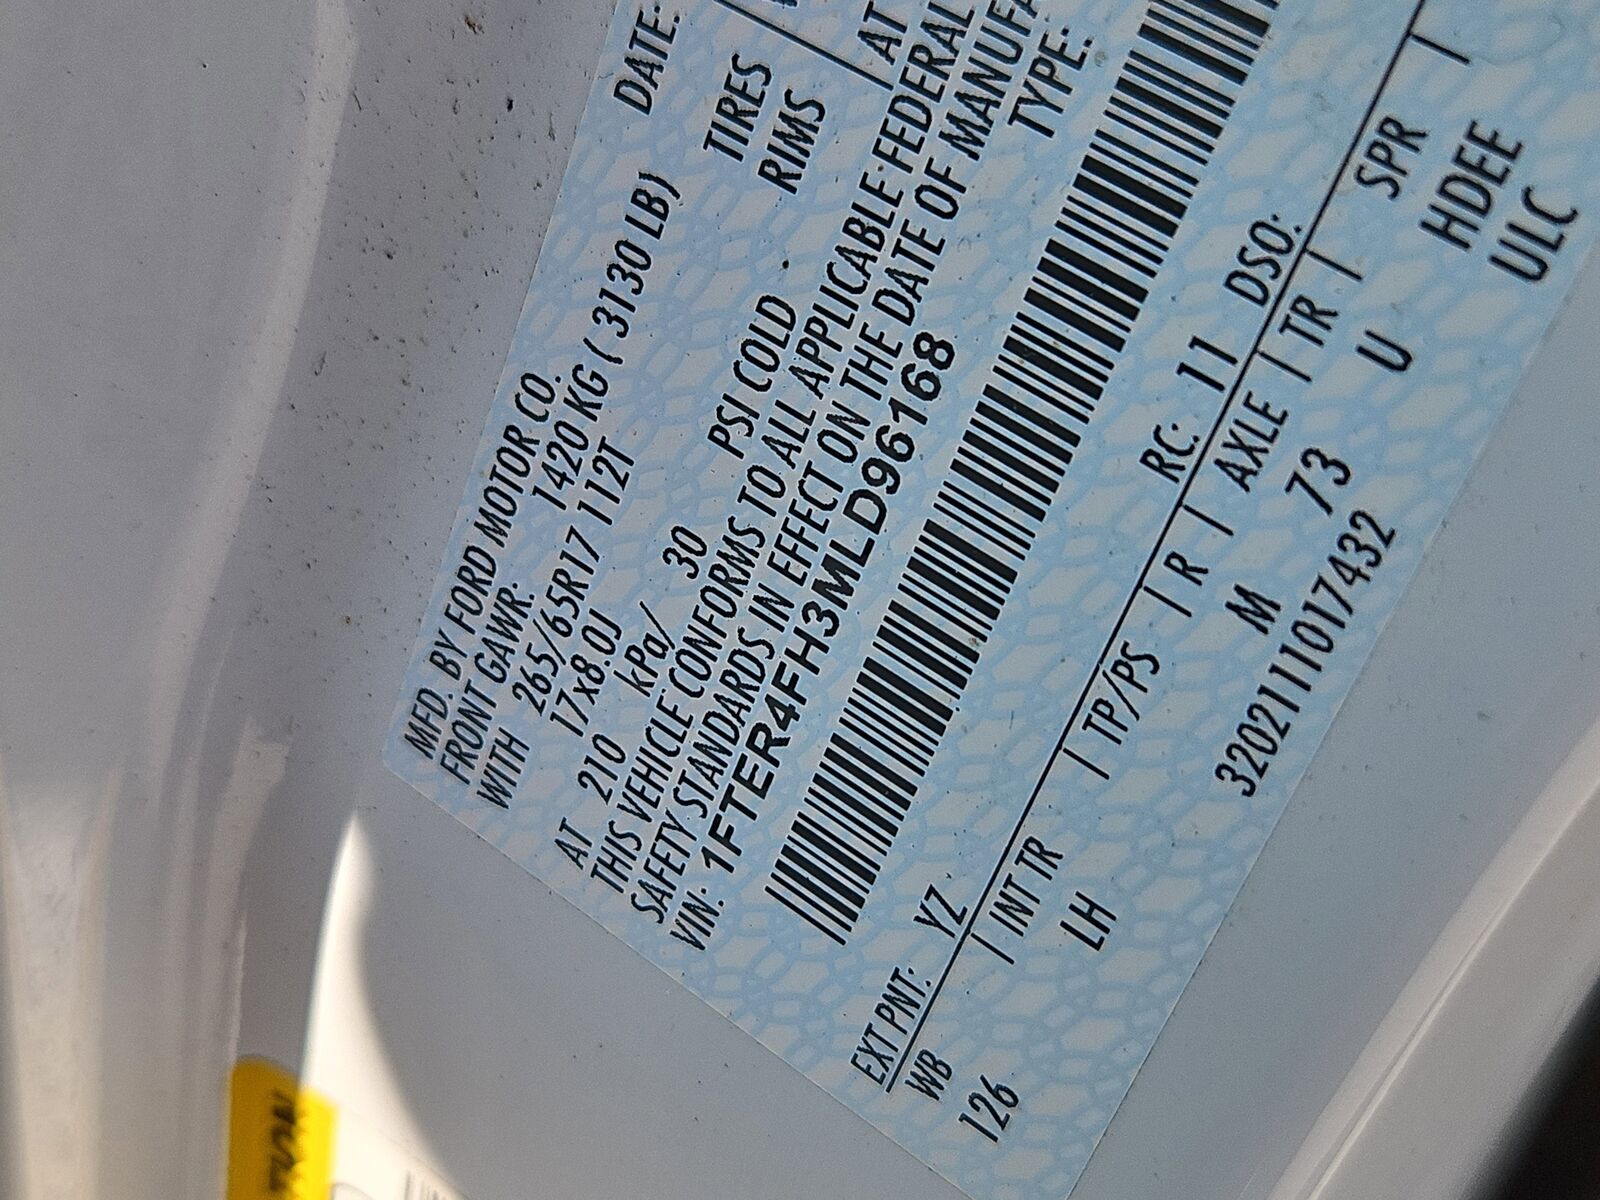 MFD. BY FORD MOTOR CO.
DATE:
FRONT GAWR: 1420 KG ( 3130 LB)
WITH 265/65R17 112T
TIRES
17x8.0J
RIMS
AT 210 kPa/ 30 PSI COLD
AT
THIS VEHICLE CONFORMS TO ALL APPLICABLE FEDERAL
SAFETY STANDARDS IN EFFECT ON THE DATE OF MANUFA
VIN: 1FTER4FH3MLD96168
TYPE:
EXT PNT: YZ RC: 11 DSO:
WB | INT TR | TP/PS | R | AXLE | TR | SPR |
126 LH M 73 U HDEE
3202111017432 ULC